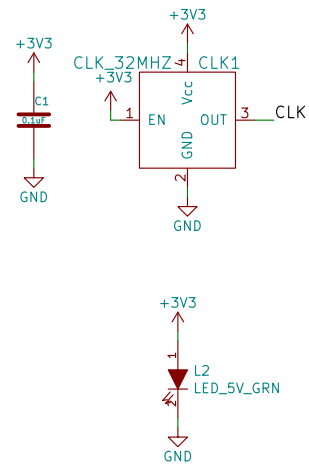 +3V3
+3V3
CLK_32MHZ CLK1
+3V3
4
Vcc
C1
0.1uF
1 EN OUT 3 CLK
GND
2
GND
GND
+3V3
1
L2
LED_5V_GRN
2
GND